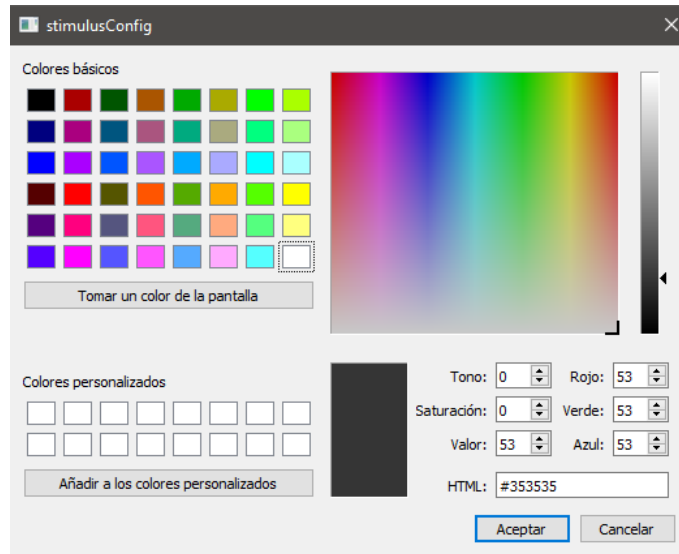 stimulusConfig
Colores básicos
Tomar un color de la pantalla
Colores personalizados
Añadir a los colores personalizados
Tono: 0 Rojo: 53
Saturación: 0 Verde: 53
Valor: 53 Azul: 53
HTML: #353535
Aceptar Cancelar